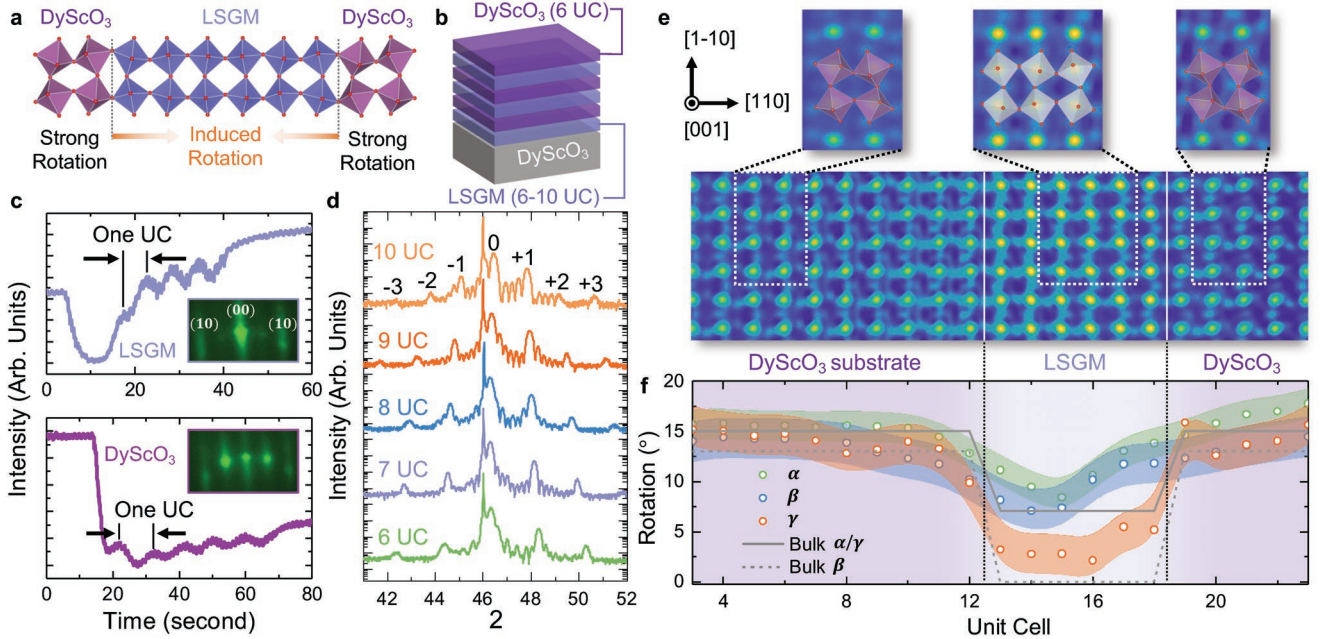 a
DyScO₃ LSGM DyScO₃
Strong Rotation
Induced Rotation
Strong Rotation
b
DyScO₃ (6 UC)
DyScO₃
LSGM (6-10 UC)
c
Intensity (Arb. Units)
One UC
LSGM
(10) (00) (10)
0 20 40 60
DyScO₃
One UC
0 20 40 60 80
Time (second)
d
Intensity (Arb. Units)
10 UC
-3 -2 -1 0 +1 +2 +3
9 UC
8 UC
7 UC
6 UC
42 44 46 48 50 52
2
e
[1-10]
[110]
[001]
DyScO₃ substrate LSGM DyScO₃
f
Rotation (°)
20
15
10
5
0
α
β
γ
Bulk α/γ
Bulk β
4 8 12 16 20
Unit Cell